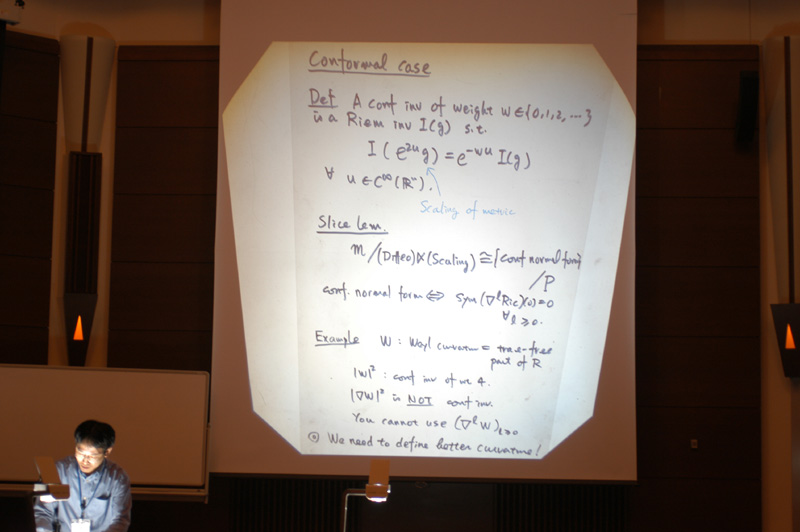 Conformal case
Def A conf inv of weight w ∈ {0,1,2, ...}
is a Riem inv I(g) s.t.
I(e^{2u}g) = e^{-wu} I(g)
∀ u ∈ C^∞(ℝ^n).
Scaling of metric
Slice lem.
m/(Diffeo)⋉(Scaling) ≅ {conf normal form}
/P
conf. normal form ⇔ Sym(∇^ℓ Ric)(0) = 0
∀ ℓ ≥ 0.
Example W : Weyl curvature = trace-free
part of R
|W|² : conf inv of wt 4.
|∇W|² is NOT conf inv.
You cannot use (∇^ℓ W)_{ℓ≥0}
◎ We need to define better curvature!